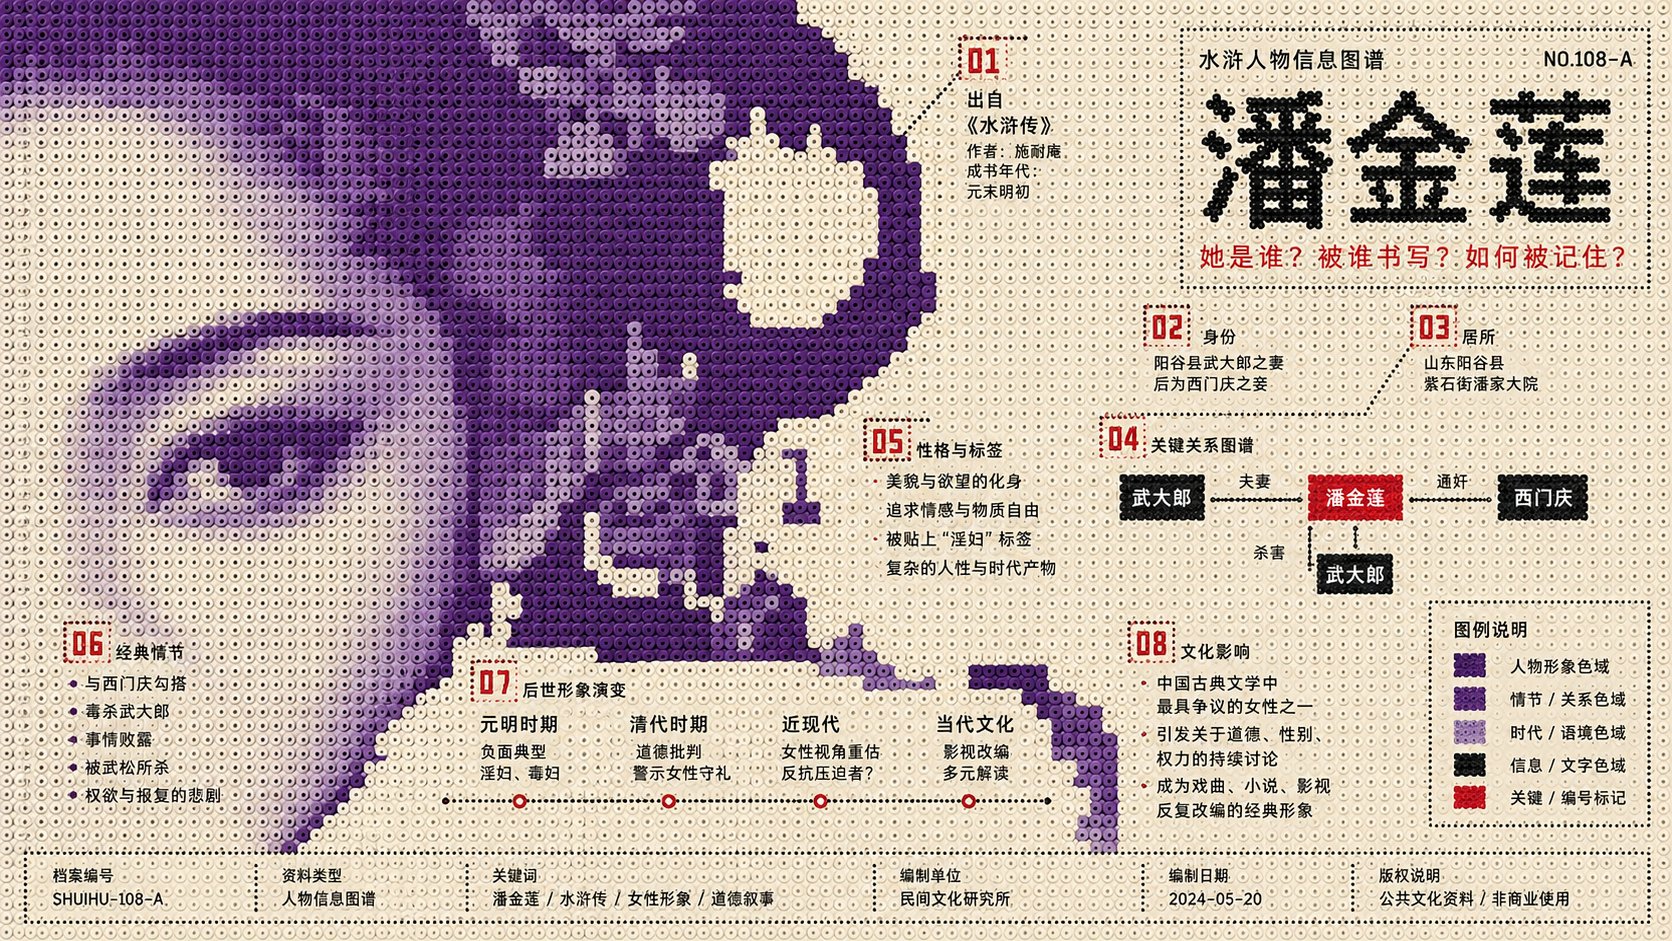 水浒人物信息图谱
NO.108-A
潘金莲
她是谁？被谁书写？如何被记住？
01
出自
《水浒传》
作者：施耐庵
成书年代：
元末明初
02 身份
阳谷县武大郎之妻
后为西门庆之妾
03 居所
山东阳谷县
紫石街潘家大院
04 关键关系图谱
武大郎
夫妻
潘金莲
通奸
西门庆
杀害
武大郎
05 性格与标签
美貌与欲望的化身
追求情感与物质自由
被贴上“淫妇”标签
复杂的人性与时代产物
06 经典情节
与西门庆勾搭
毒杀武大郎
事情败露
被武松所杀
权欲与报复的悲剧
07 后世形象演变
元明时期
负面典型
淫妇、毒妇
清代时期
道德批判
警示女性守礼
近现代
女性视角重估
反抗压迫者？
当代文化
影视改编
多元解读
08 文化影响
中国古典文学中
最具争议的女性之一
引发关于道德、性别、
权力的持续讨论
成为戏曲、小说、影视
反复改编的经典形象
图例说明
人物形象色域
情节 / 关系色域
时代 / 语境色域
信息 / 文字色域
关键 / 编号标记
档案编号
SHUIHU-108-A
资料类型
人物信息图谱
关键词
潘金莲 / 水浒传 / 女性形象 / 道德叙事
编制单位
民间文化研究所
编制日期
2024-05-20
版权说明
公共文化资料 / 非商业使用